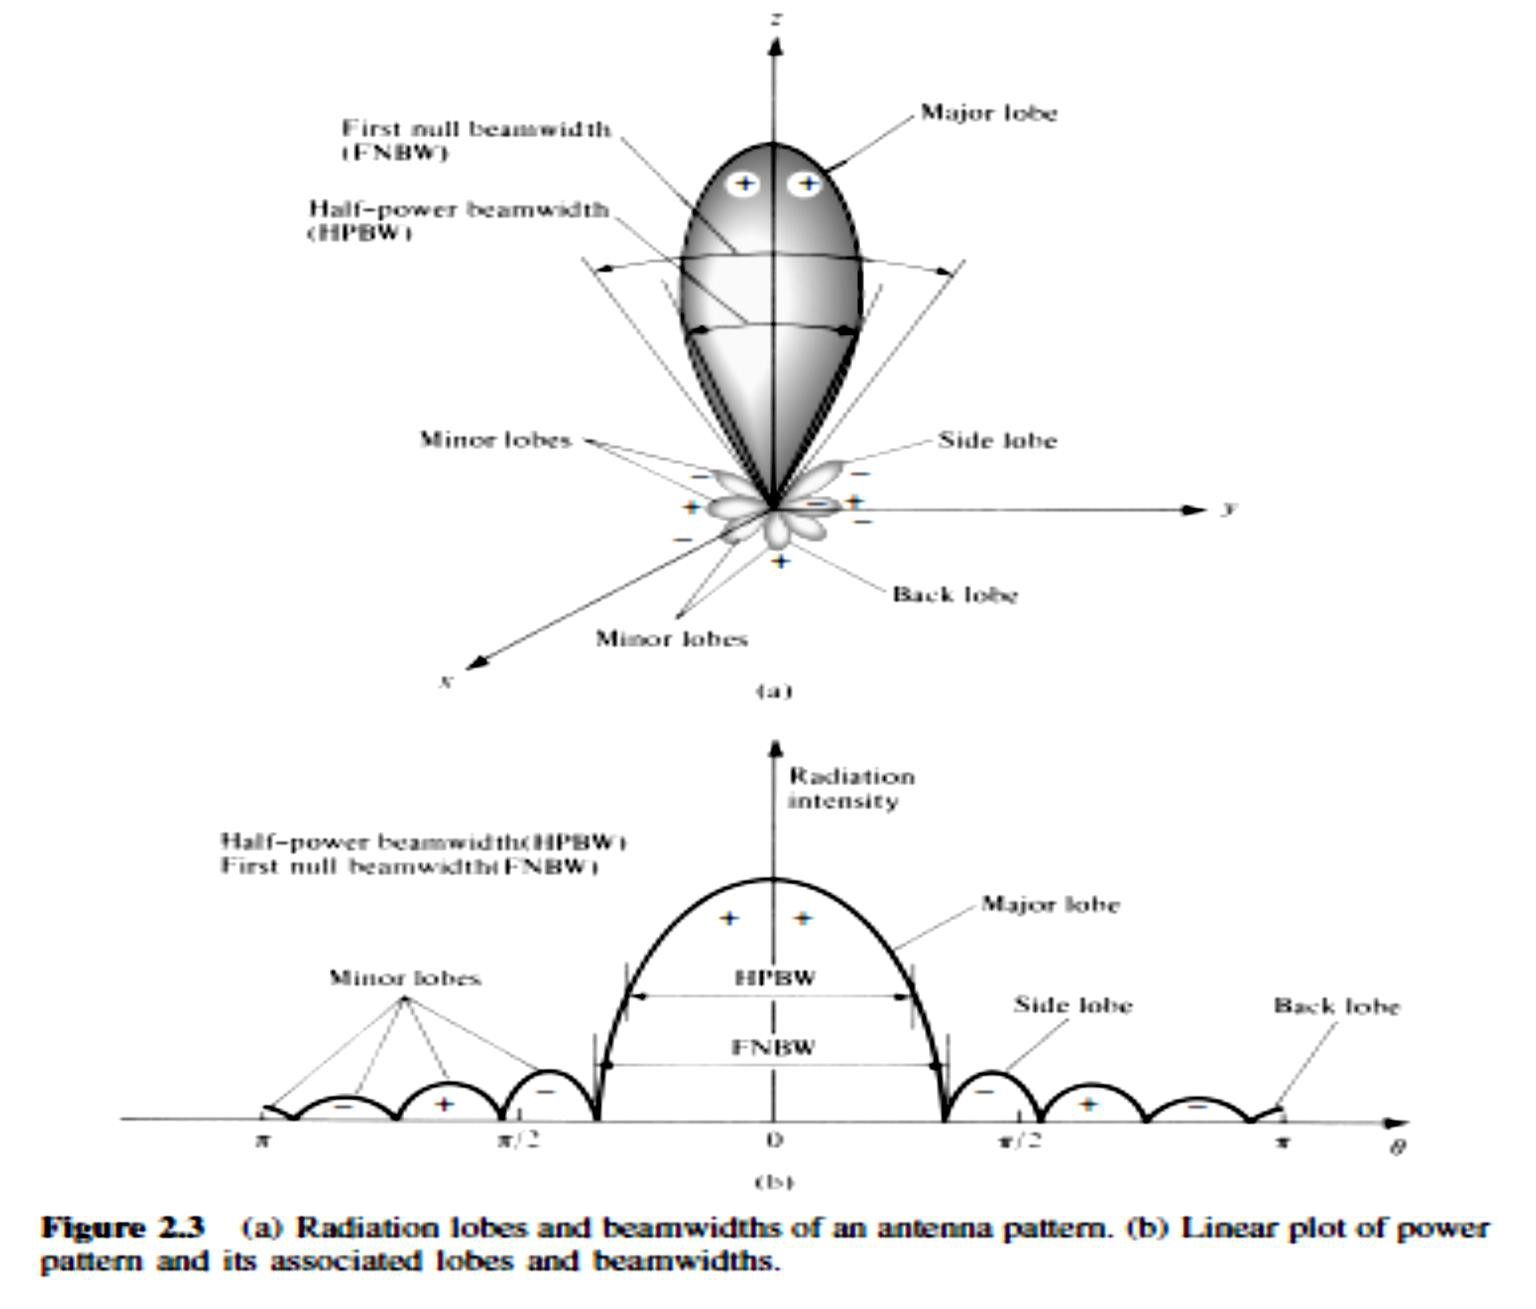 z
Major lobe
First null beamwidth
(FNBW)
+ +
Half-power beamwidth
(HPBW)
Minor lobes
Side lobe
− −
+ − +
− −
y
+
Back lobe
Minor lobes
x
(a)
Radiation
intensity
Half-power beamwidth(HPBW)
First null beamwidth(FNBW)
Major lobe
+ +
Minor lobes
HPBW
Side lobe
Back lobe
FNBW
− + − − + −
π π/2 0 π/2 π θ
(b)
Figure 2.3 (a) Radiation lobes and beamwidths of an antenna pattern. (b) Linear plot of power
pattern and its associated lobes and beamwidths.